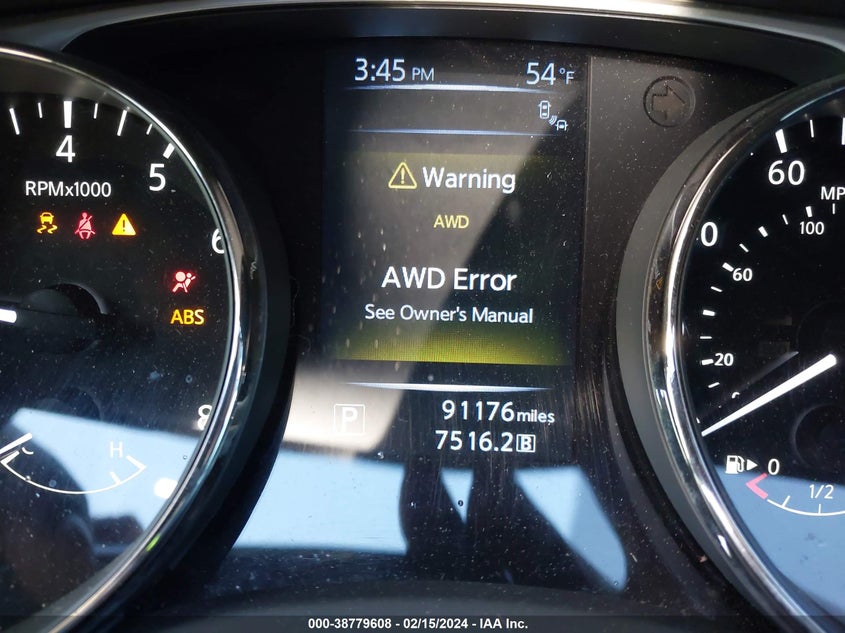 3:45 PM 54°F
4
5
6
8
RPMx1000
ABS
C H
Warning
AWD
AWD Error
See Owner's Manual
P
91176 miles
7516.2 B
60
MP
100
0
60
20
0
1/2
000-38779608 - 02/15/2024 - IAA Inc.